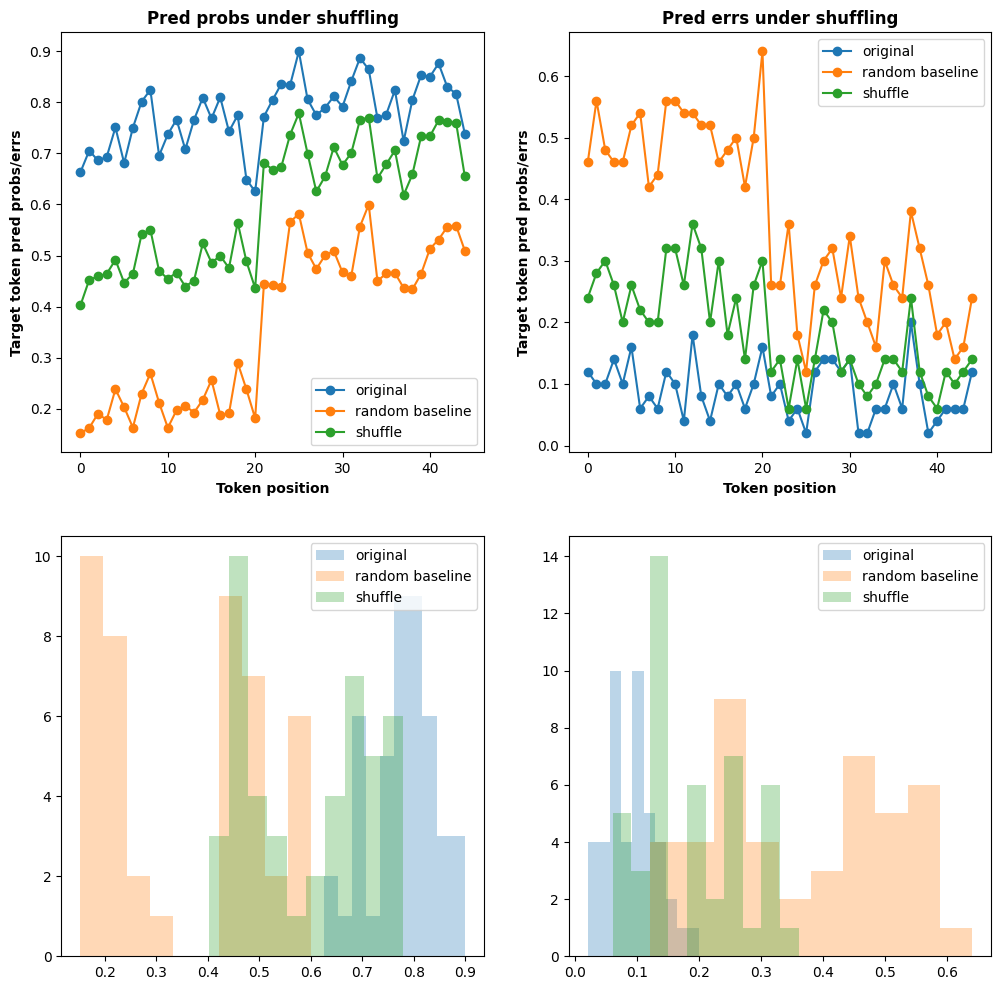 Pred probs under shuffling
Target token pred probs/errs
0.9
0.8
0.7
0.6
0.5
0.4
0.3
0.2
original
random baseline
shuffle
0 10 20 30 40
Token position
Pred errs under shuffling
Target token pred probs/errs
0.6
0.5
0.4
0.3
0.2
0.1
0.0
original
random baseline
shuffle
0 10 20 30 40
Token position
10
8
6
4
2
0
original
random baseline
shuffle
0.2 0.3 0.4 0.5 0.6 0.7 0.8 0.9
14
12
10
8
6
4
2
0
original
random baseline
shuffle
0.0 0.1 0.2 0.3 0.4 0.5 0.6